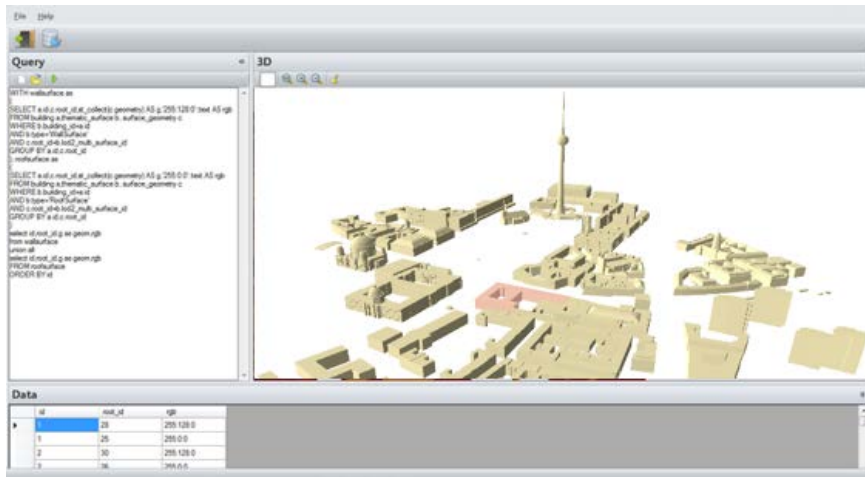 File Help
Query
3D
WITH wallsurface as
(
SELECT a.id,c.root_id,st_collect(c.geometry) AS g,'255:128:0'::text AS rgb
FROM building a,thematic_surface b, surface_geometry c
WHERE b.building_id=a.id
AND b.type='WallSurface'
AND c.root_id=b.lod2_multi_surface_id
GROUP BY a.id,c.root_id
), roofsurface as
(
SELECT a.id,c.root_id,st_collect(c.geometry) AS g,'255:0:0'::text AS rgb
FROM building a,thematic_surface b, surface_geometry c
WHERE b.building_id=a.id
AND b.type='RoofSurface'
AND c.root_id=b.lod2_multi_surface_id
GROUP BY a.id,c.root_id
)
select id,root_id,g as geom,rgb
from wallsurface
union all
select id,root_id,g as geom,rgb
FROM roofsurface
ORDER BY id
Data
id root_id rgb
1 28 255:128:0
1 25 255:0:0
2 30 255:128:0
255:0:0